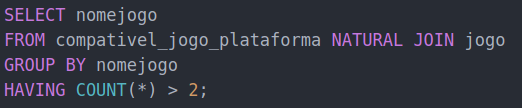 SELECT nomejogo
FROM compativel_jogo_plataforma NATURAL JOIN jogo
GROUP BY nomejogo
HAVING COUNT(*) > 2;